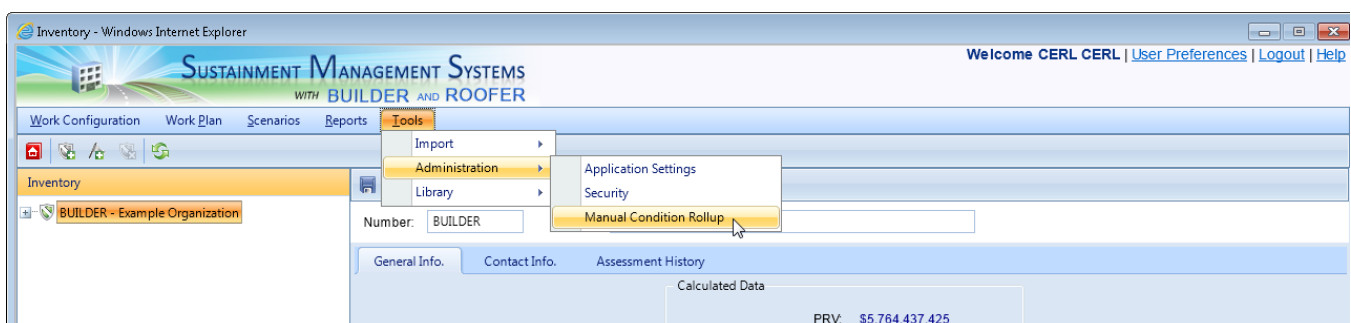 Inventory - Windows Internet Explorer
SUSTAINMENT MANAGEMENT SYSTEMS
WITH BUILDER AND ROOFER
Welcome CERL CERL | User Preferences | Logout | Help
Work Configuration Work Plan Scenarios Reports Tools
Import
Administration
Library
Application Settings
Security
Manual Condition Rollup
Inventory
BUILDER - Example Organization
Number: BUILDER
General Info. Contact Info. Assessment History
Calculated Data
PRV: $5,764,437,425